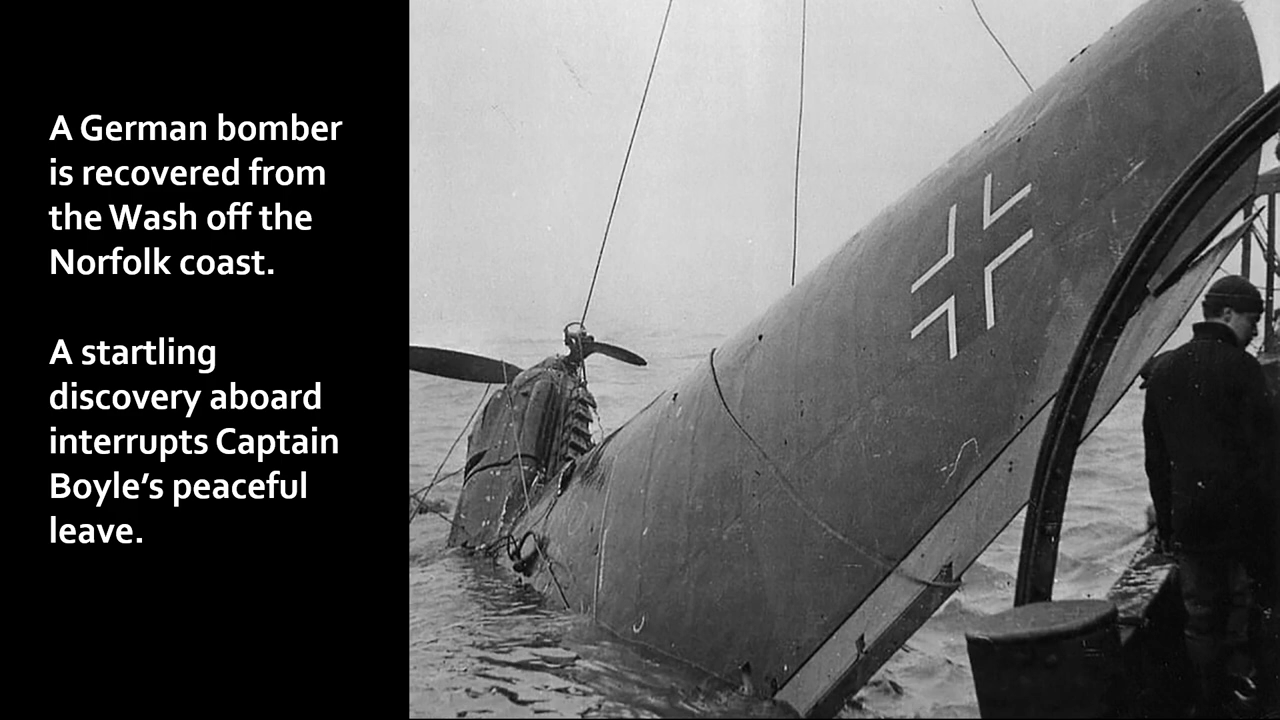 A German bomber
is recovered from
the Wash off the
Norfolk coast.
A startling
discovery aboard
interrupts Captain
Boyle’s peaceful
leave.